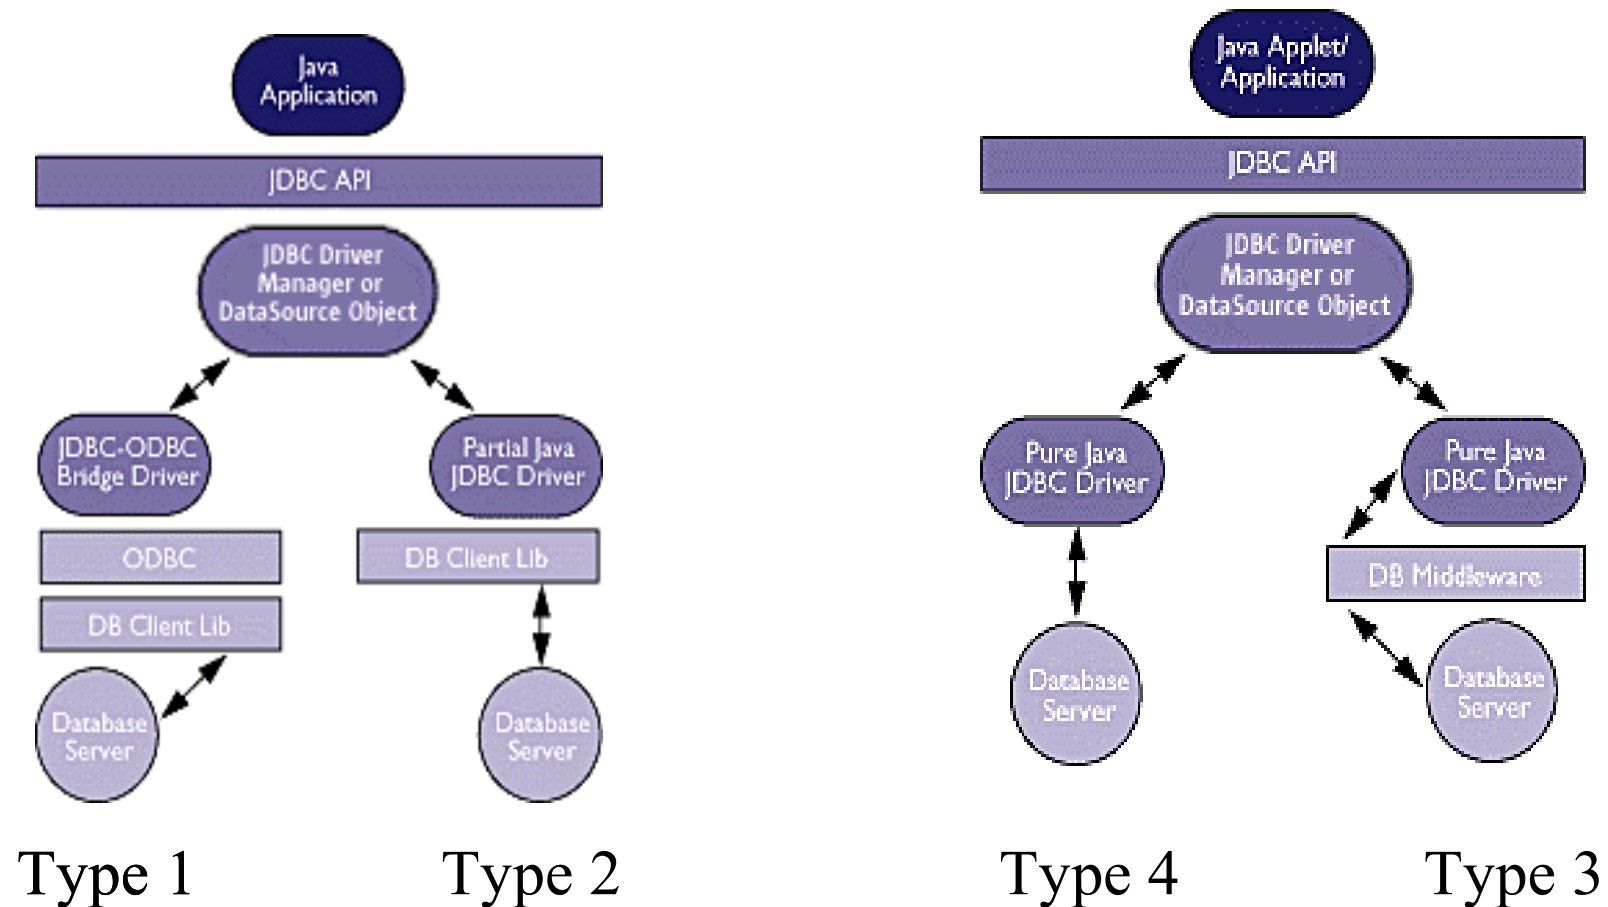 Java
Application
JDBC API
JDBC Driver
Manager or
DataSource Object
JDBC-ODBC
Bridge Driver
Partial Java
JDBC Driver
ODBC
DB Client Lib
DB Client Lib
Database
Server
Database
Server
Type 1
Type 2
Java Applet/
Application
JDBC API
JDBC Driver
Manager or
DataSource Object
Pure Java
JDBC Driver
Pure Java
JDBC Driver
DB Middleware
Database
Server
Database
Server
Type 4
Type 3